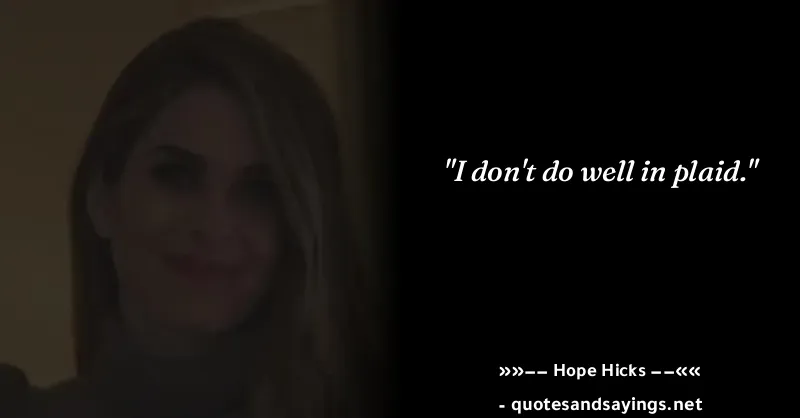 "I don't do well in plaid."
»»–– Hope Hicks ––««
- quotesandsayings.net